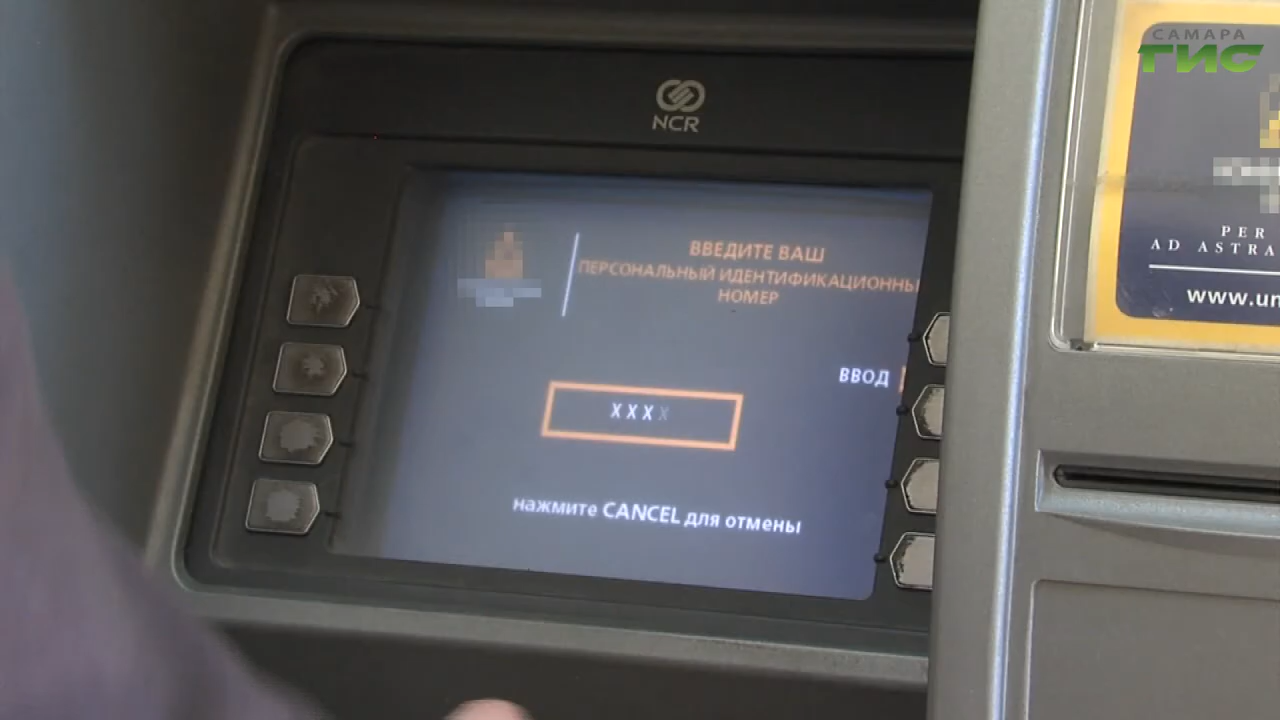 САМАРА
ГИС
NCR
ВВЕДИТЕ ВАШ
ПЕРСОНАЛЬНЫЙ ИДЕНТИФИКАЦИОННЫ
НОМЕР
ВВОД
XXXX
нажмите CANCEL для отмены
PER
AD ASTRA
www.un